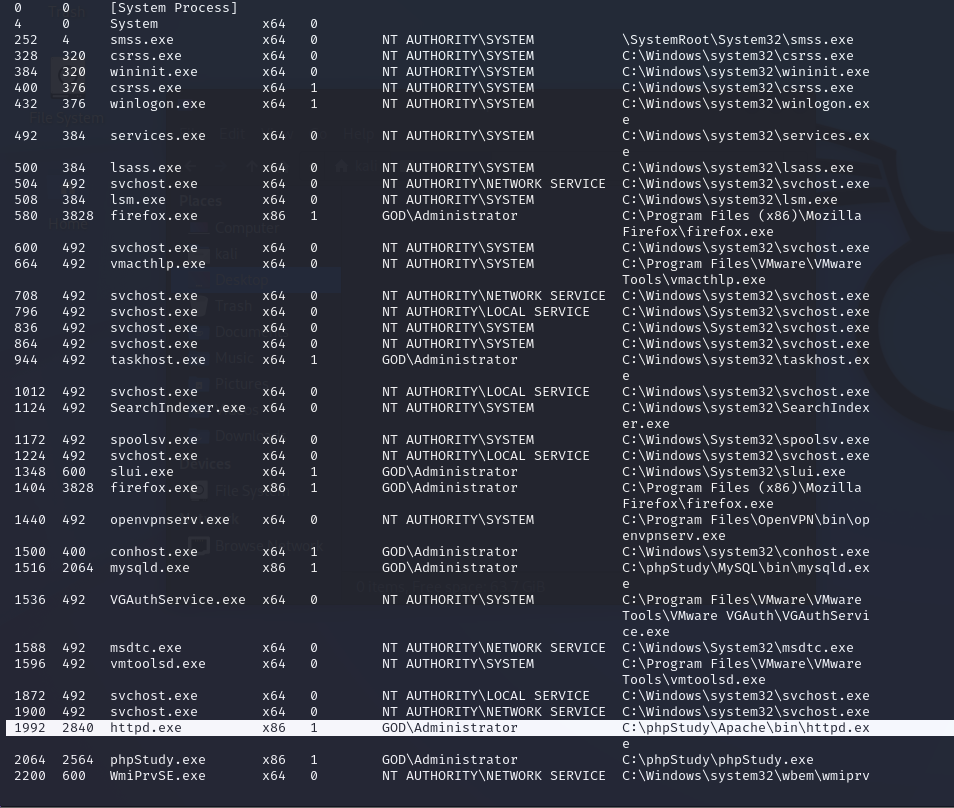 0 0 [System Process]
4 0 System x64 0
252 4 smss.exe x64 0 NT AUTHORITY\SYSTEM \SystemRoot\System32\smss.exe
328 320 csrss.exe x64 0 NT AUTHORITY\SYSTEM C:\Windows\system32\csrss.exe
384 320 wininit.exe x64 0 NT AUTHORITY\SYSTEM C:\Windows\system32\wininit.exe
400 376 csrss.exe x64 1 NT AUTHORITY\SYSTEM C:\Windows\system32\csrss.exe
432 376 winlogon.exe x64 1 NT AUTHORITY\SYSTEM C:\Windows\system32\winlogon.ex
e
492 384 services.exe x64 0 NT AUTHORITY\SYSTEM C:\Windows\system32\services.ex
e
500 384 lsass.exe x64 0 NT AUTHORITY\SYSTEM C:\Windows\system32\lsass.exe
504 492 svchost.exe x64 0 NT AUTHORITY\NETWORK SERVICE C:\Windows\system32\svchost.exe
508 384 lsm.exe x64 0 NT AUTHORITY\SYSTEM C:\Windows\system32\lsm.exe
580 3828 firefox.exe x86 1 GOD\Administrator C:\Program Files (x86)\Mozilla
Firefox\firefox.exe
600 492 svchost.exe x64 0 NT AUTHORITY\SYSTEM C:\Windows\system32\svchost.exe
664 492 vmacthlp.exe x64 0 NT AUTHORITY\SYSTEM C:\Program Files\VMware\VMware
Tools\vmacthlp.exe
708 492 svchost.exe x64 0 NT AUTHORITY\NETWORK SERVICE C:\Windows\system32\svchost.exe
796 492 svchost.exe x64 0 NT AUTHORITY\LOCAL SERVICE C:\Windows\System32\svchost.exe
836 492 svchost.exe x64 0 NT AUTHORITY\SYSTEM C:\Windows\System32\svchost.exe
864 492 svchost.exe x64 0 NT AUTHORITY\SYSTEM C:\Windows\system32\svchost.exe
944 492 taskhost.exe x64 1 GOD\Administrator C:\Windows\system32\taskhost.ex
e
1012 492 svchost.exe x64 0 NT AUTHORITY\LOCAL SERVICE C:\Windows\system32\svchost.exe
1124 492 SearchIndexer.exe x64 0 NT AUTHORITY\SYSTEM C:\Windows\system32\SearchIndex
er.exe
1172 492 spoolsv.exe x64 0 NT AUTHORITY\SYSTEM C:\Windows\System32\spoolsv.exe
1224 492 svchost.exe x64 0 NT AUTHORITY\LOCAL SERVICE C:\Windows\system32\svchost.exe
1348 600 slui.exe x64 1 GOD\Administrator C:\Windows\System32\slui.exe
1404 3828 firefox.exe x86 1 GOD\Administrator C:\Program Files (x86)\Mozilla
Firefox\firefox.exe
1440 492 openvpnserv.exe x64 0 NT AUTHORITY\SYSTEM C:\Program Files\OpenVPN\bin\op
envpnserv.exe
1500 400 conhost.exe x64 1 GOD\Administrator C:\Windows\system32\conhost.exe
1516 2064 mysqld.exe x86 1 GOD\Administrator C:\phpStudy\MySQL\bin\mysqld.ex
e
1536 492 VGAuthService.exe x64 0 NT AUTHORITY\SYSTEM C:\Program Files\VMware\VMware
Tools\VMware VGAuth\VGAuthServi
ce.exe
1588 492 msdtc.exe x64 0 NT AUTHORITY\NETWORK SERVICE C:\Windows\System32\msdtc.exe
1596 492 vmtoolsd.exe x64 0 NT AUTHORITY\SYSTEM C:\Program Files\VMware\VMware
Tools\vmtoolsd.exe
1872 492 svchost.exe x64 0 NT AUTHORITY\LOCAL SERVICE C:\Windows\system32\svchost.exe
1900 492 svchost.exe x64 0 NT AUTHORITY\NETWORK SERVICE C:\Windows\system32\svchost.exe
1992 2840 httpd.exe x86 1 GOD\Administrator C:\phpStudy\Apache\bin\httpd.ex
e
2064 2564 phpStudy.exe x86 1 GOD\Administrator C:\phpStudy\phpStudy.exe
2200 600 WmiPrvSE.exe x64 0 NT AUTHORITY\NETWORK SERVICE C:\Windows\system32\wbem\wmiprv